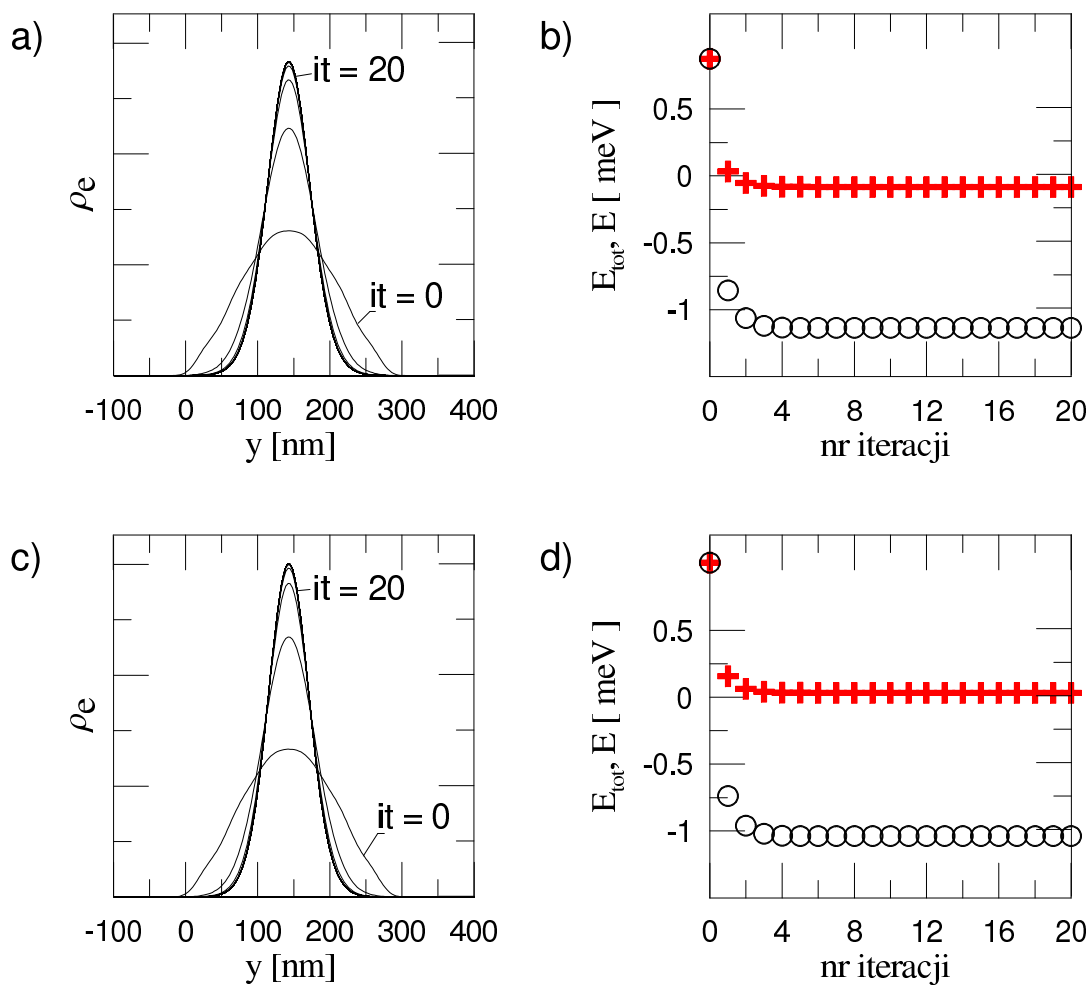 a)
ρe
it = 20
it = 0
-100 0 100 200 300 400
y [nm]
b)
Etot, E [ meV ]
0.5
0
-0.5
-1
0 4 8 12 16 20
nr iteracji
c)
ρe
it = 20
it = 0
-100 0 100 200 300 400
y [nm]
d)
Etot, E [ meV ]
0.5
0
-0.5
-1
0 4 8 12 16 20
nr iteracji